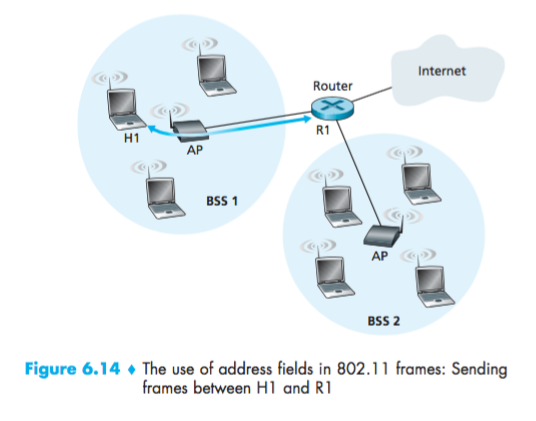 Internet
Router
R1
H1
AP
BSS 1
AP
BSS 2
Figure 6.14 ♦ The use of address fields in 802.11 frames: Sending
frames between H1 and R1